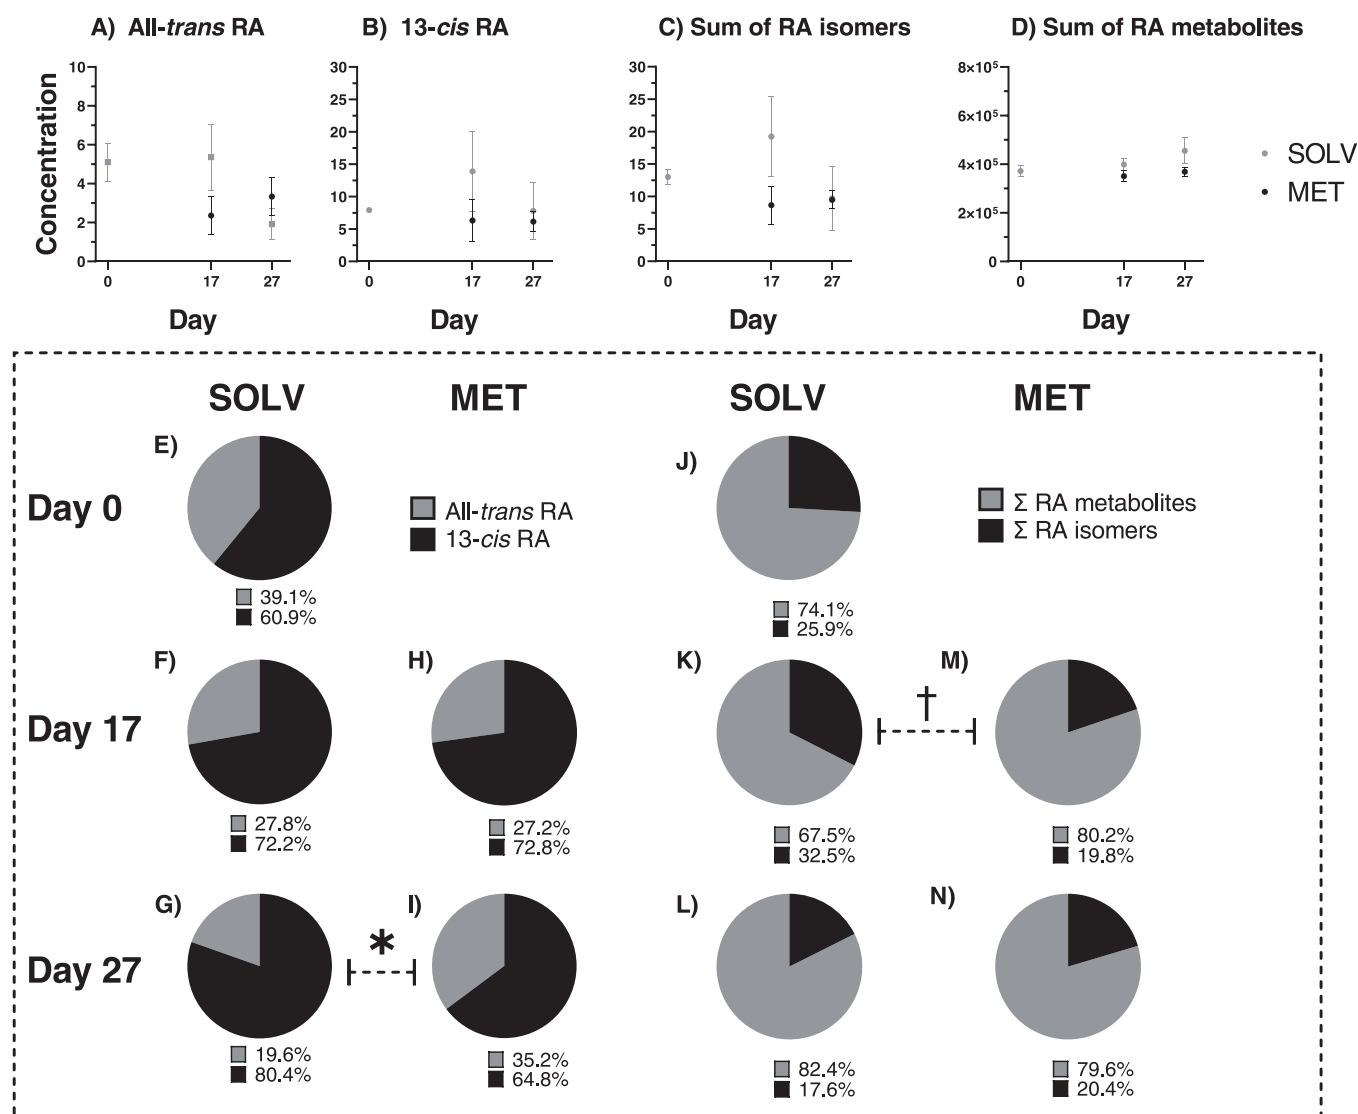 A) All-trans RA
B) 13-cis RA
C) Sum of RA isomers
D) Sum of RA metabolites
Concentration
10
8
6
4
2
0
0 17 27
Day
30
25
20
15
10
5
0
0 17 27
Day
30
25
20
15
10
5
0
0 17 27
Day
8×10⁵
6×10⁵
4×10⁵
2×10⁵
0
0 17 27
Day
SOLV
MET
SOLV MET SOLV MET
Day 0
E)
39.1%
60.9%
All-trans RA
13-cis RA
J)
74.1%
25.9%
Σ RA metabolites
Σ RA isomers
Day 17
F)
27.8%
72.2%
H)
27.2%
72.8%
K)
67.5%
32.5%
†
M)
80.2%
19.8%
Day 27
G)
19.6%
80.4%
*
I)
35.2%
64.8%
L)
82.4%
17.6%
N)
79.6%
20.4%